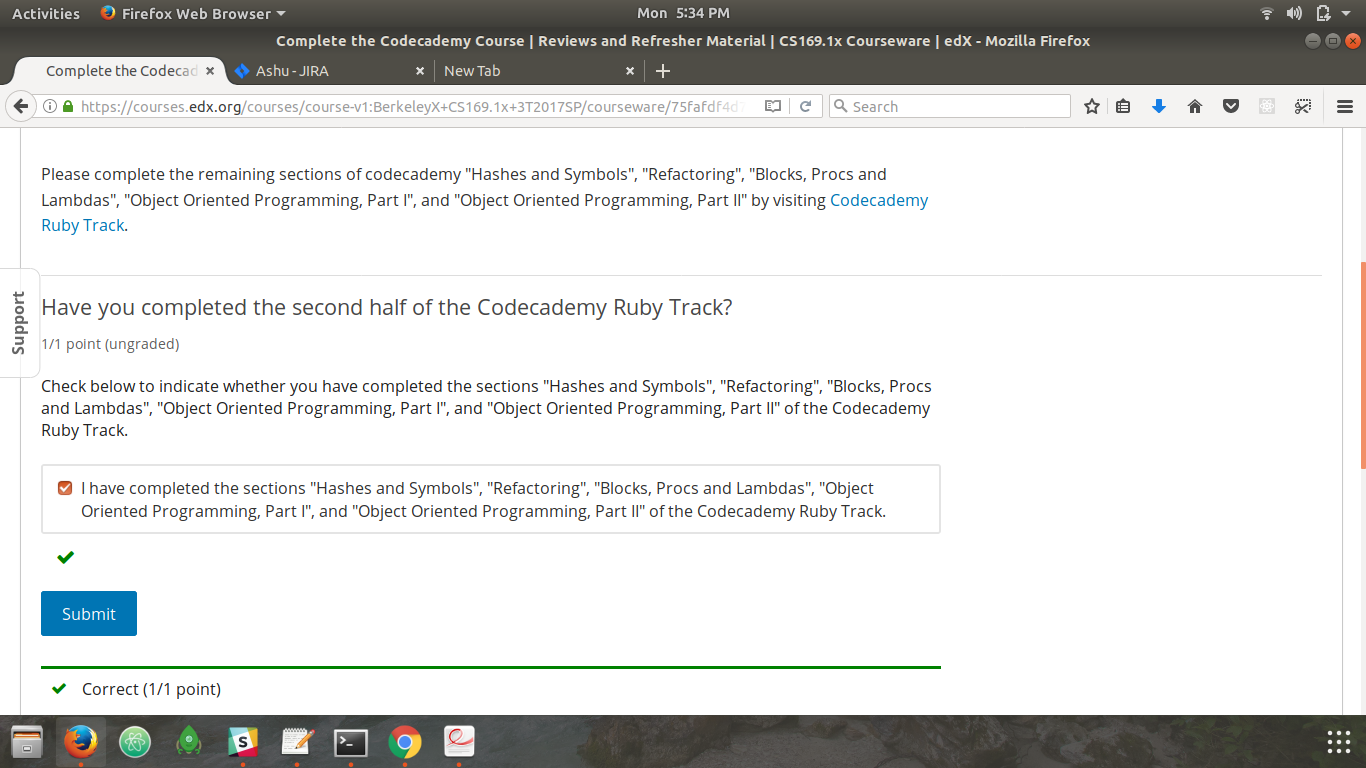 Activities Firefox Web Browser Mon 5:34 PM
Complete the Codecademy Course | Reviews and Refresher Material | CS169.1x Courseware | edX - Mozilla Firefox
Complete the Codecad Ashu - JIRA New Tab
https://courses.edx.org/courses/course-v1:BerkeleyX+CS169.1x+3T2017SP/courseware/75fafdf4d Search
Please complete the remaining sections of codecademy "Hashes and Symbols", "Refactoring", "Blocks, Procs and
Lambdas", "Object Oriented Programming, Part I", and "Object Oriented Programming, Part II" by visiting Codecademy
Ruby Track.
Support
Have you completed the second half of the Codecademy Ruby Track?
1/1 point (ungraded)
Check below to indicate whether you have completed the sections "Hashes and Symbols", "Refactoring", "Blocks, Procs
and Lambdas", "Object Oriented Programming, Part I", and "Object Oriented Programming, Part II" of the Codecademy
Ruby Track.
I have completed the sections "Hashes and Symbols", "Refactoring", "Blocks, Procs and Lambdas", "Object
Oriented Programming, Part I", and "Object Oriented Programming, Part II" of the Codecademy Ruby Track.
Submit
Correct (1/1 point)